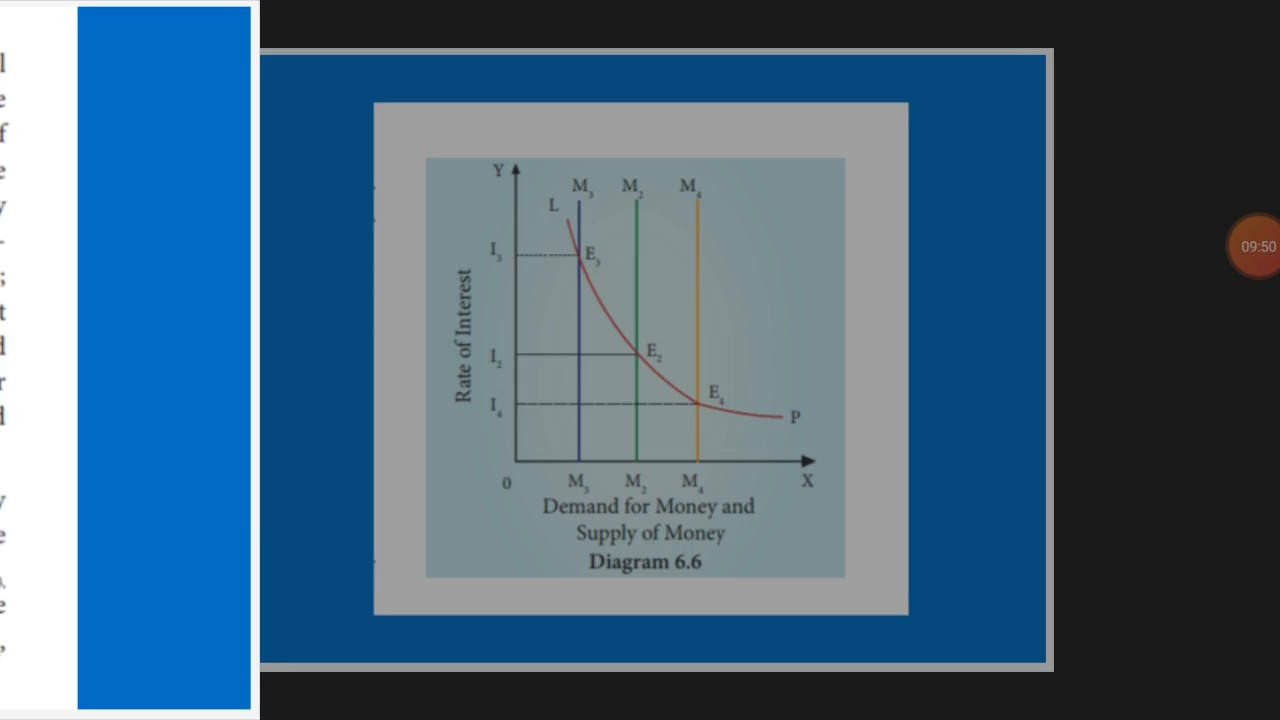 l
e
f
e
y
-
;
t
d
r
d
y
e
e
,
Y
M₃ M₂ M₄
L
I₃ E₃
Rate of Interest
I₂ E₂
I₄ E₄
P
0 M₃ M₂ M₄ X
Demand for Money and
Supply of Money
Diagram 6.6
09:50